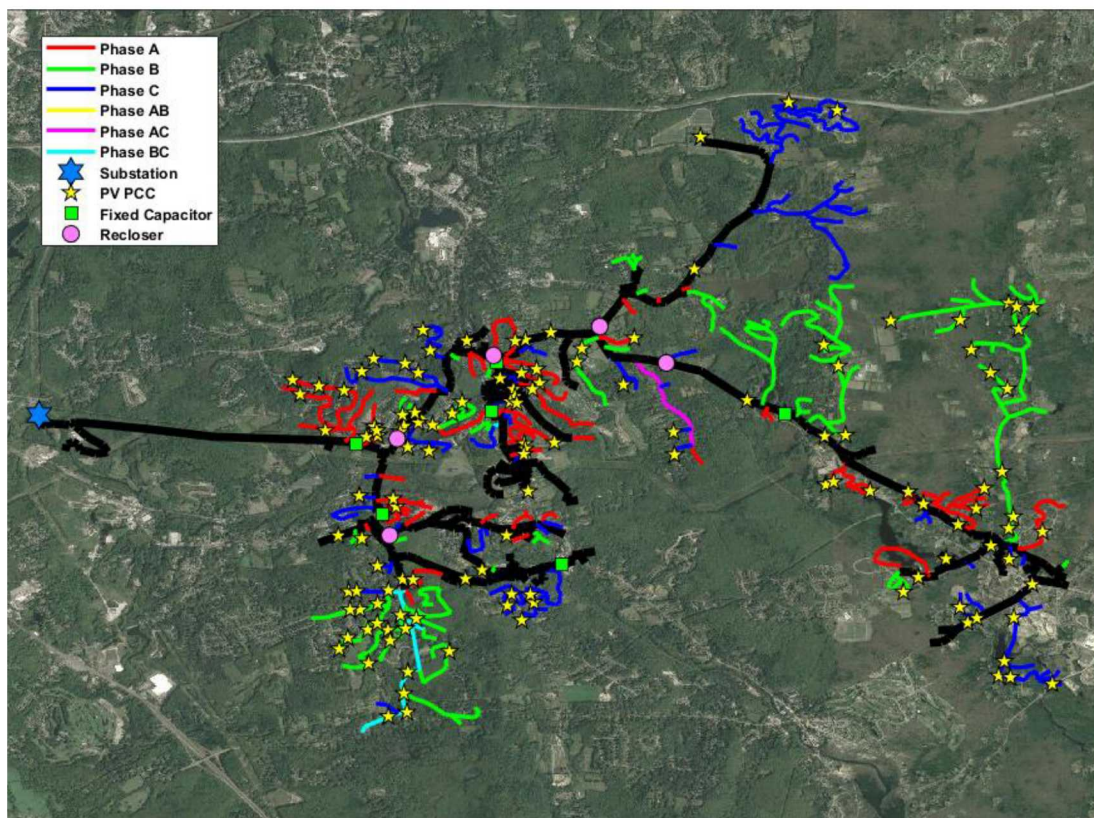 Phase A
Phase B
Phase C
Phase AB
Phase AC
Phase BC
Substation
PV PCC
Fixed Capacitor
Recloser